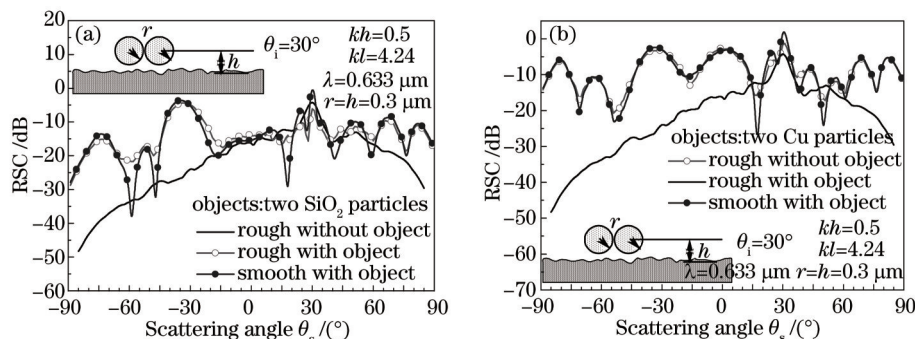 (a)
r
h
θi=30°
kh=0.5
kl=4.24
λ=0.633 μm
r=h=0.3 μm
20
10
0
−10
−20
−30
−40
−50
−60
RSC /dB
objects:two SiO2 particles
rough without object
rough with object
smooth with object
−90 −60 −30 0 30 60 90
Scattering angle θs/(°)
(b)
10
0
−10
−20
−30
−40
−50
−60
−70
RSC /dB
objects:two Cu particles
rough without object
rough with object
smooth with object
r
h
θi=30°
kh=0.5
kl=4.24
λ=0.633 μm r=h=0.3 μm
−90 −60 −30 0 30 60 90
Scattering angle θs/(°)